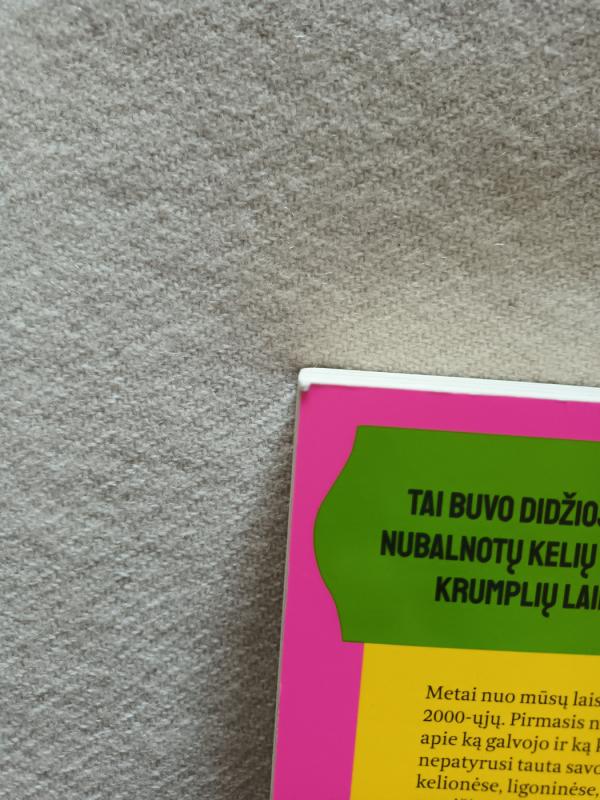 TAI BUVO DIDŽIOJ
NUBALNOTŲ KELIŲ
KRUMPLIŲ LAI
Metai nuo mūsų lais
2000-ųjų. Pirmasis n
apie ką galvojo ir ką k
nepatyrusi tauta savo
kelionėse, ligoninėse,